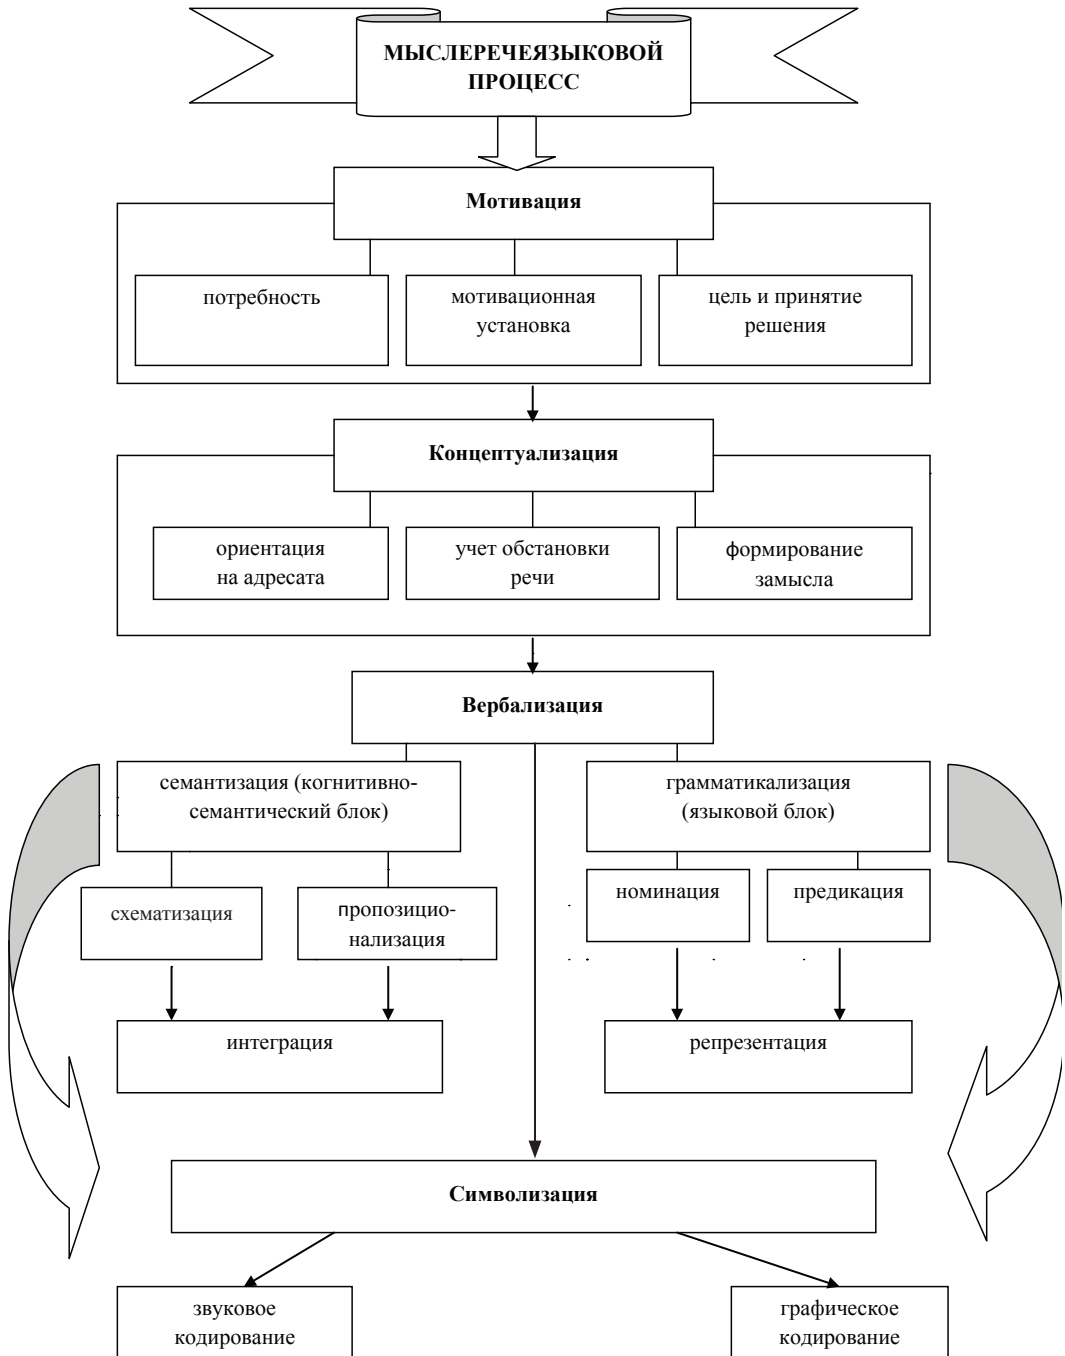 МЫСЛЕРЕЧЕЯЗЫКОВОЙ
ПРОЦЕСС
Мотивация
потребность
мотивационная
установка
цель и принятие
решения
Концептуализация
ориентация
на адресата
учет обстановки
речи
формирование
замысла
Вербализация
семантизация (когнитивно-
семантический блок)
грамматикализация
(языковой блок)
схематизация
пропозицио-
нализация
номинация
предикация
интеграция
репрезентация
Символизация
звуковое
кодирование
графическое
кодирование